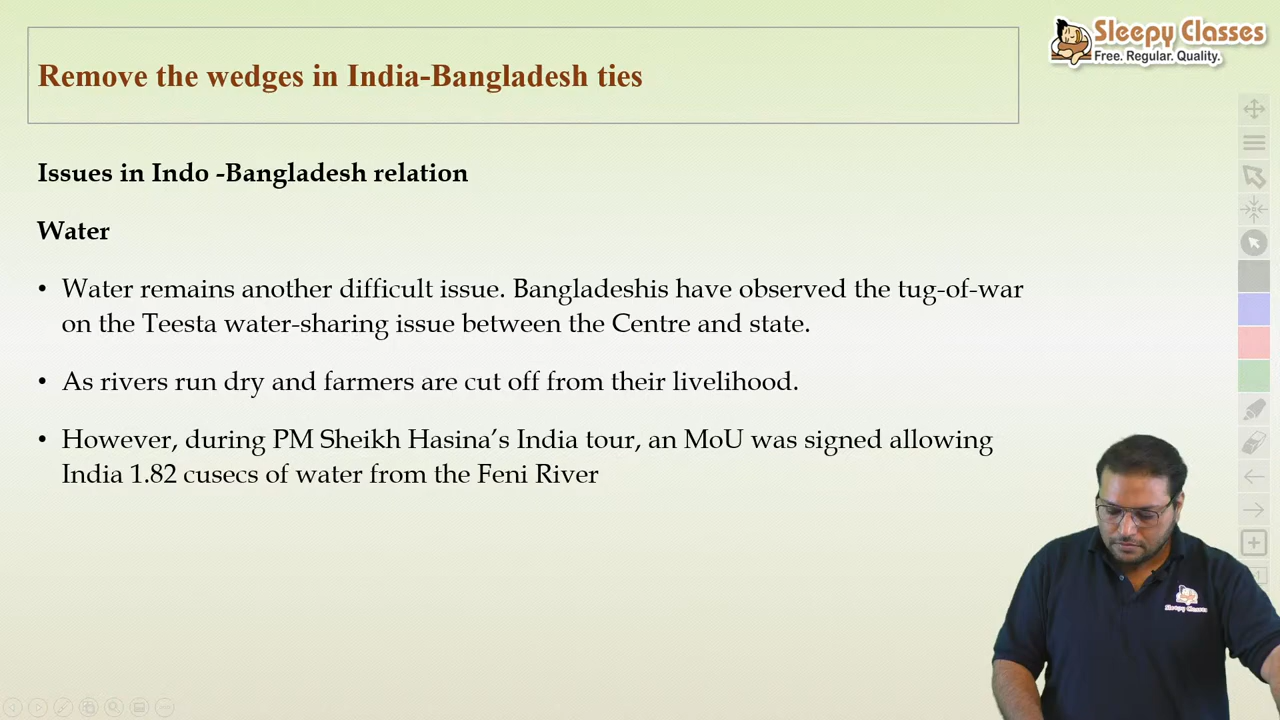 Sleepy Classes
Free. Regular. Quality.
Remove the wedges in India-Bangladesh ties
Issues in Indo -Bangladesh relation
Water
• Water remains another difficult issue. Bangladeshis have observed the tug-of-war
on the Teesta water-sharing issue between the Centre and state.
• As rivers run dry and farmers are cut off from their livelihood.
• However, during PM Sheikh Hasina’s India tour, an MoU was signed allowing
India 1.82 cusecs of water from the Feni River
Sleepy Classes